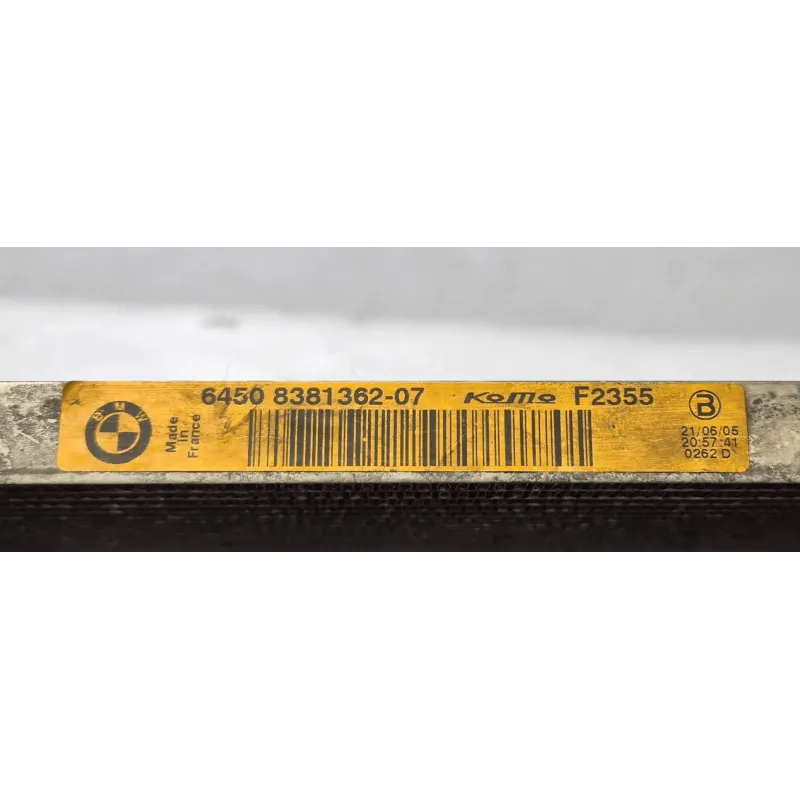 BMW
Made
in
France
6450 8381362-07 KoMo F2355
B
21/06/05
20:57:41
0262 D